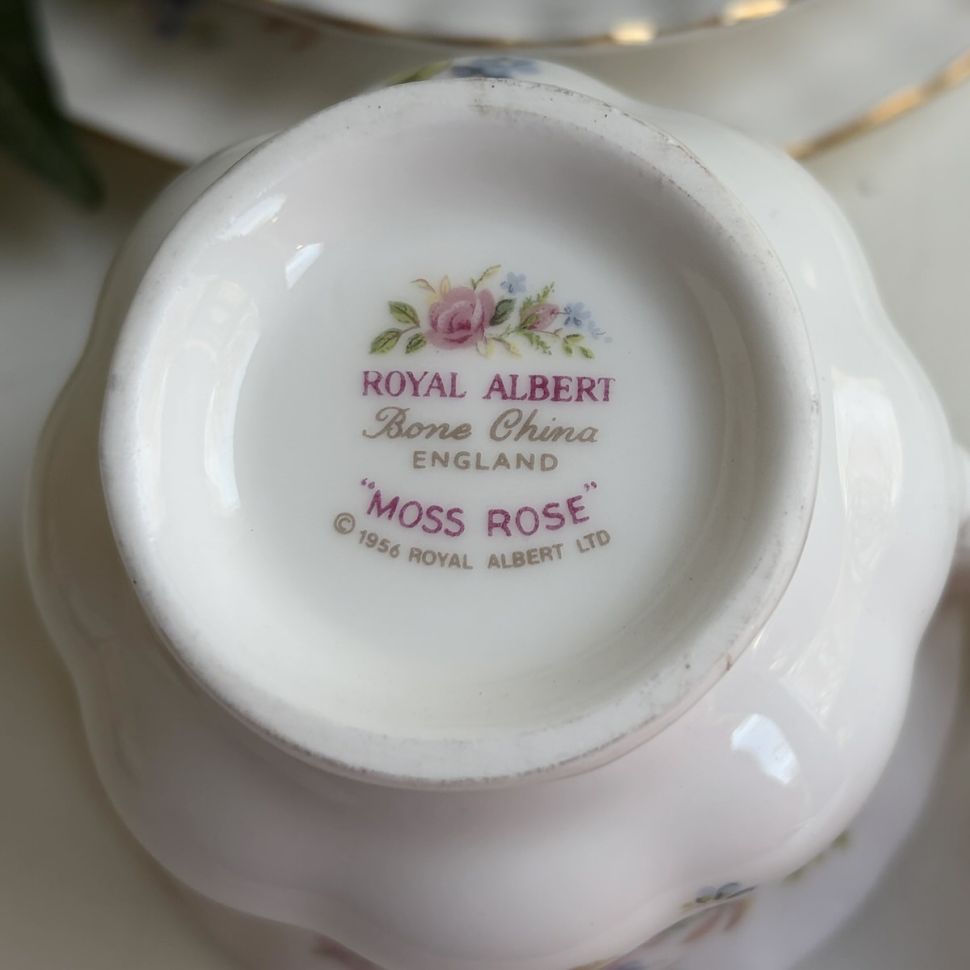 ROYAL ALBERT
Bone China
ENGLAND
"MOSS ROSE"
© 1956 ROYAL ALBERT LTD